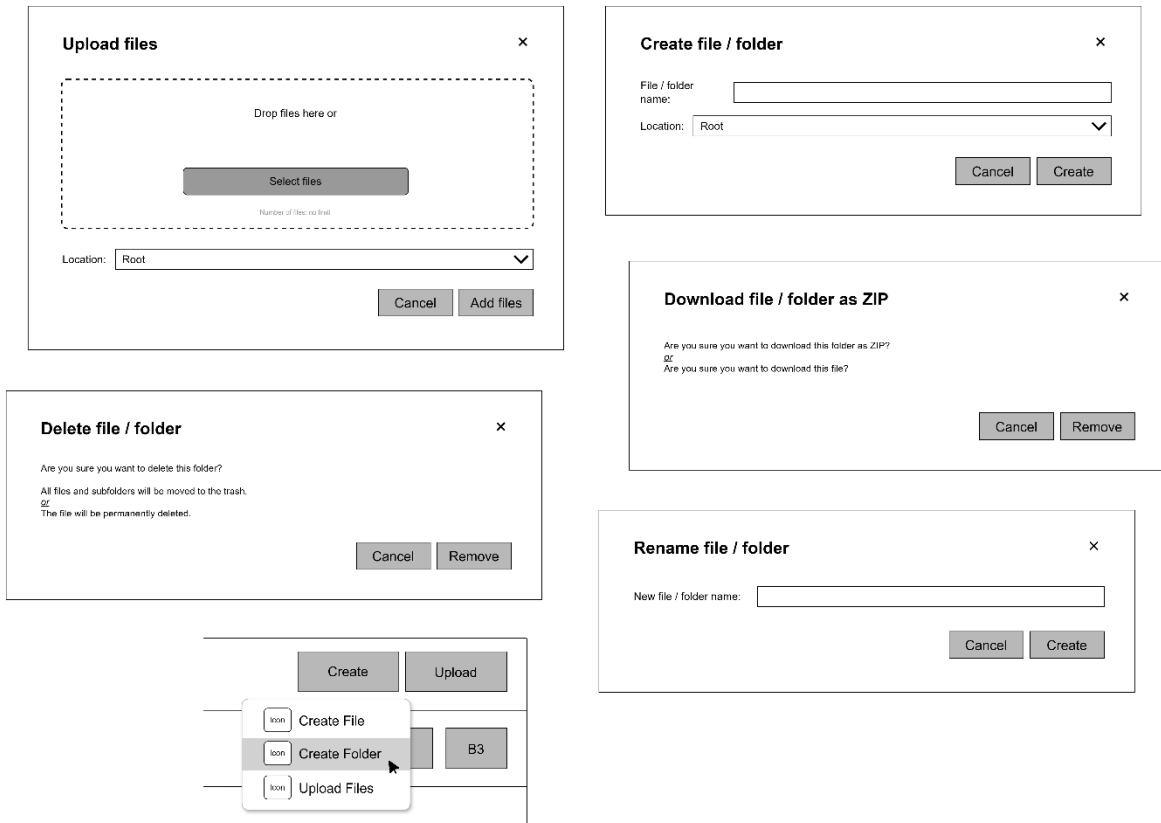 Upload files
×
Drop files here or
Select files
Number of files: no limit
Location:
Root
Cancel
Add files
Create file / folder
×
File / folder
name:
Location:
Root
Cancel
Create
Download file / folder as ZIP
×
Are you sure you want to download this folder as ZIP?
or
Are you sure you want to download this file?
Cancel
Remove
Delete file / folder
×
Are you sure you want to delete this folder?
All files and subfolders will be moved to the trash.
or
The file will be permanently deleted.
Cancel
Remove
Rename file / folder
×
New file / folder name:
Cancel
Create
Create
Upload
Icon Create File
Icon Create Folder
Icon Upload Files
B3